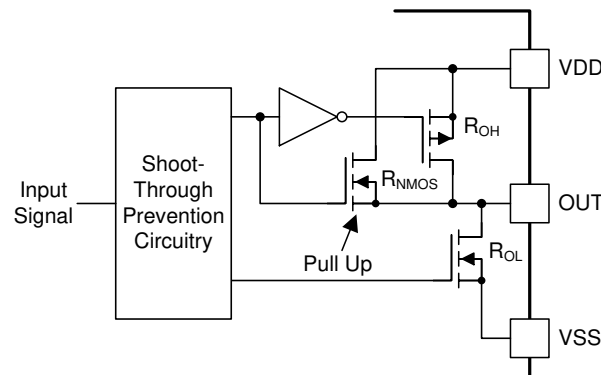 VDD
R_OH
Shoot-
Through
Prevention
Circuitry
Input
Signal
R_NMOS
OUT
Pull Up
R_OL
VSS